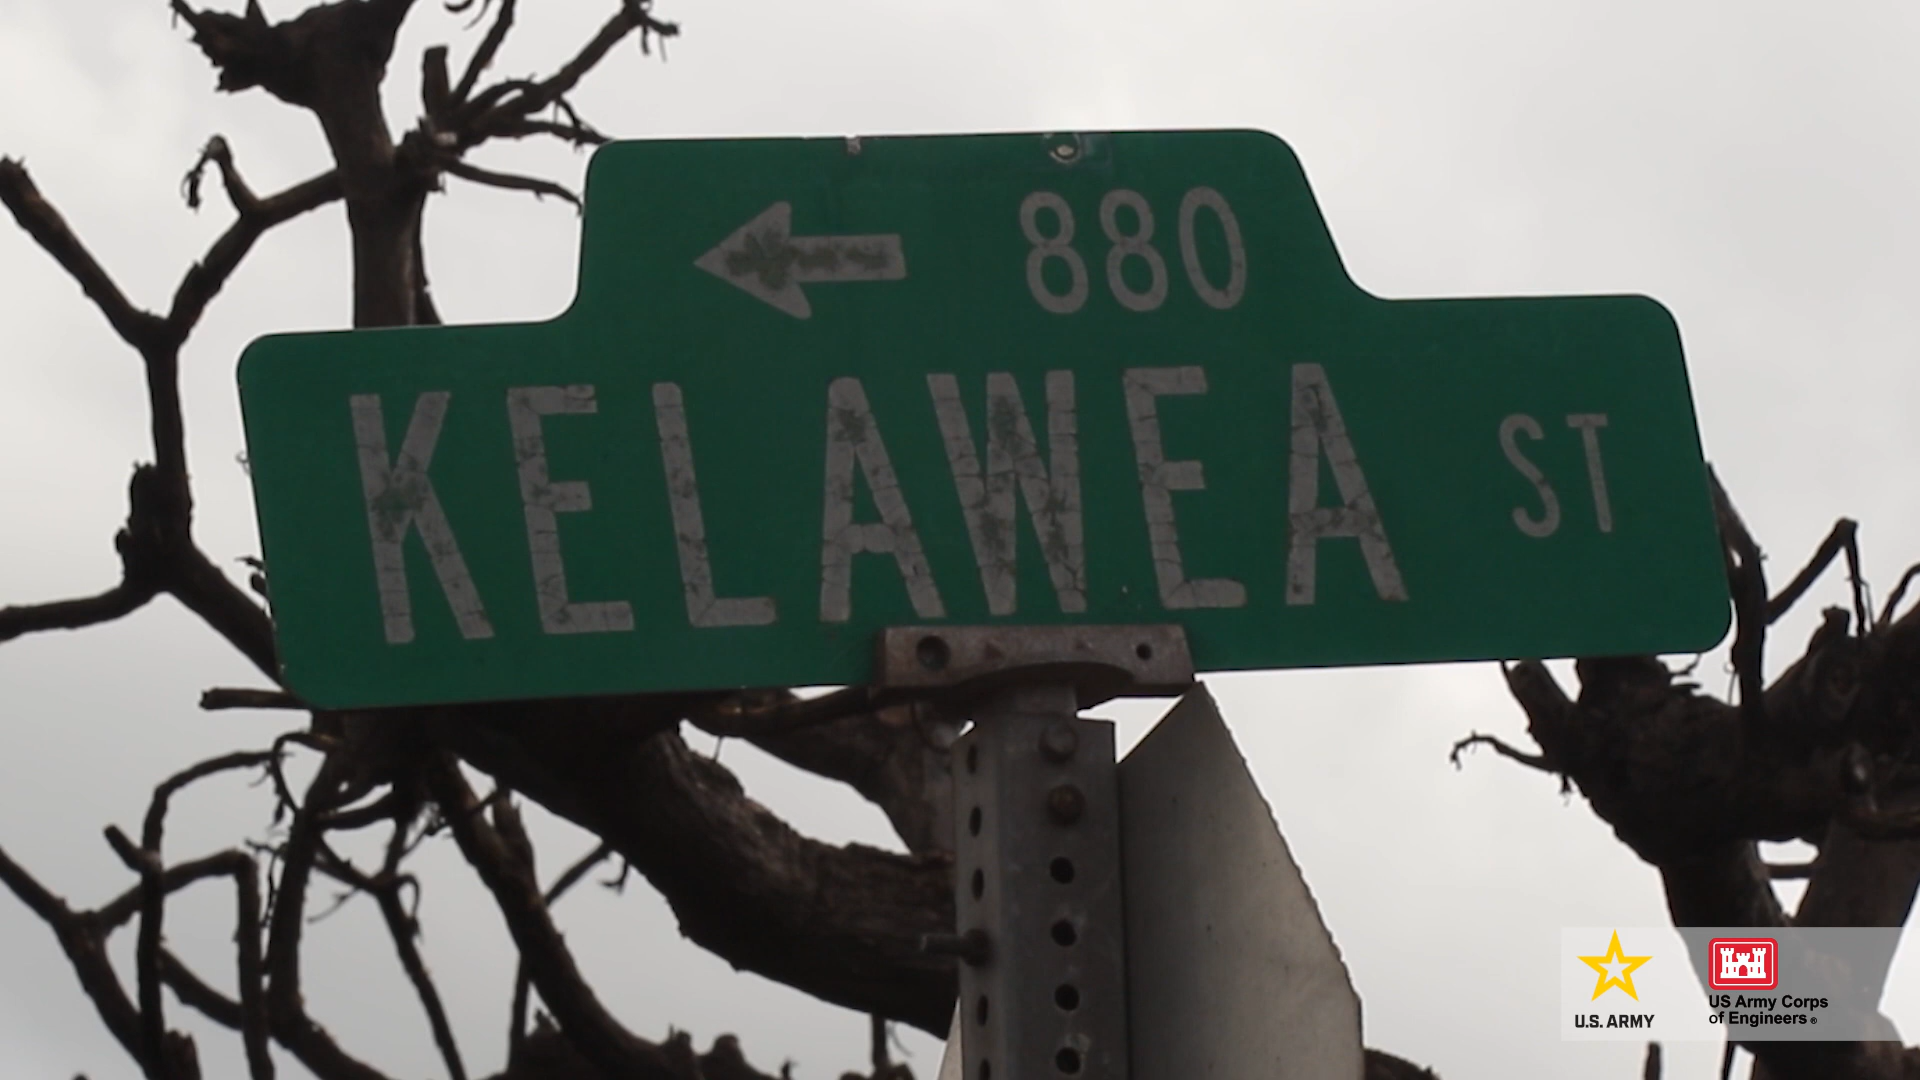 880
KELAWEA ST
U.S. ARMY
US Army Corps
of Engineers®